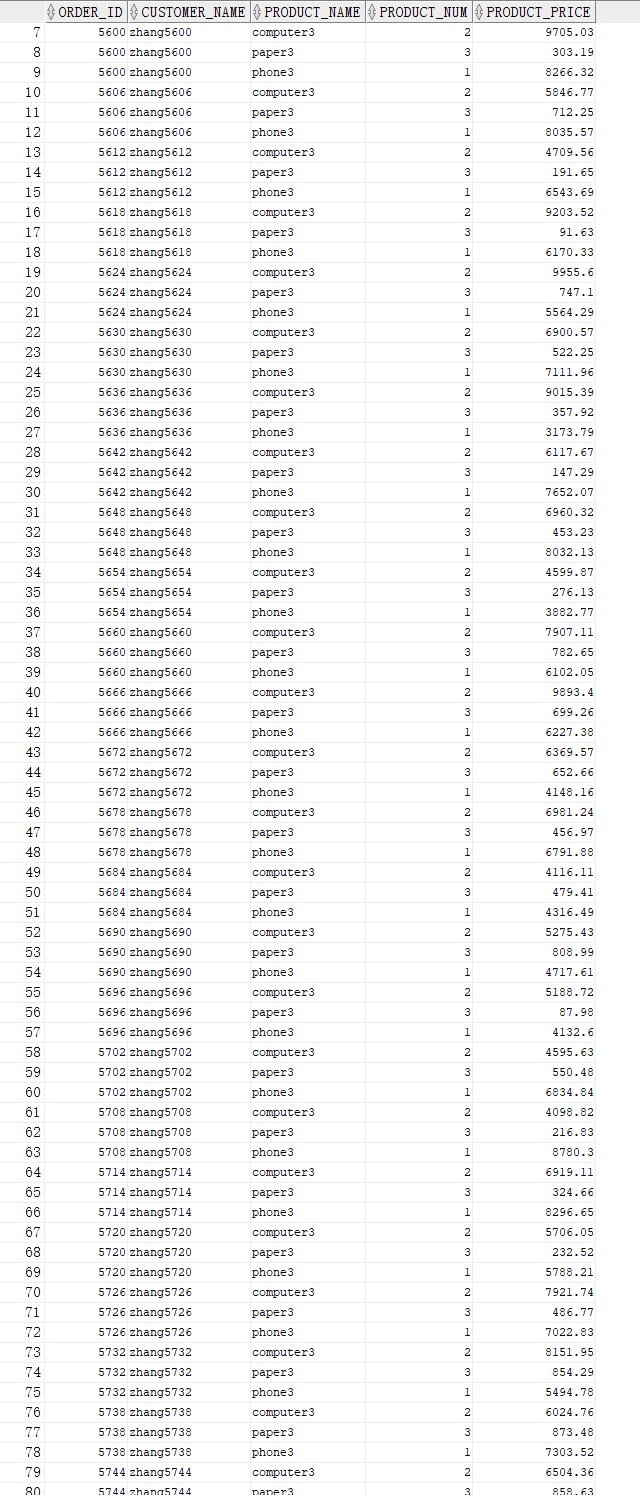 ORDER_ID CUSTOMER_NAME PRODUCT_NAME PRODUCT_NUM PRODUCT_PRICE
7 5600 zhang5600 computer3 2 9705.03
8 5600 zhang5600 paper3 3 303.19
9 5600 zhang5600 phone3 1 8266.32
10 5606 zhang5606 computer3 2 5846.77
11 5606 zhang5606 paper3 3 712.25
12 5606 zhang5606 phone3 1 8035.57
13 5612 zhang5612 computer3 2 4709.56
14 5612 zhang5612 paper3 3 191.65
15 5612 zhang5612 phone3 1 6543.69
16 5618 zhang5618 computer3 2 9203.52
17 5618 zhang5618 paper3 3 91.63
18 5618 zhang5618 phone3 1 6170.33
19 5624 zhang5624 computer3 2 9955.6
20 5624 zhang5624 paper3 3 747.1
21 5624 zhang5624 phone3 1 5564.29
22 5630 zhang5630 computer3 2 6900.57
23 5630 zhang5630 paper3 3 522.25
24 5630 zhang5630 phone3 1 7111.96
25 5636 zhang5636 computer3 2 9015.39
26 5636 zhang5636 paper3 3 357.92
27 5636 zhang5636 phone3 1 3173.79
28 5642 zhang5642 computer3 2 6117.67
29 5642 zhang5642 paper3 3 147.29
30 5642 zhang5642 phone3 1 7652.07
31 5648 zhang5648 computer3 2 6960.32
32 5648 zhang5648 paper3 3 453.23
33 5648 zhang5648 phone3 1 8032.13
34 5654 zhang5654 computer3 2 4599.87
35 5654 zhang5654 paper3 3 276.13
36 5654 zhang5654 phone3 1 3882.77
37 5660 zhang5660 computer3 2 7907.11
38 5660 zhang5660 paper3 3 782.65
39 5660 zhang5660 phone3 1 6102.05
40 5666 zhang5666 computer3 2 9893.4
41 5666 zhang5666 paper3 3 699.26
42 5666 zhang5666 phone3 1 6227.38
43 5672 zhang5672 computer3 2 6369.57
44 5672 zhang5672 paper3 3 652.66
45 5672 zhang5672 phone3 1 4148.16
46 5678 zhang5678 computer3 2 6981.24
47 5678 zhang5678 paper3 3 456.97
48 5678 zhang5678 phone3 1 6791.88
49 5684 zhang5684 computer3 2 4116.11
50 5684 zhang5684 paper3 3 479.41
51 5684 zhang5684 phone3 1 4316.49
52 5690 zhang5690 computer3 2 5275.43
53 5690 zhang5690 paper3 3 808.99
54 5690 zhang5690 phone3 1 4717.61
55 5696 zhang5696 computer3 2 5188.72
56 5696 zhang5696 paper3 3 87.98
57 5696 zhang5696 phone3 1 4132.6
58 5702 zhang5702 computer3 2 4595.63
59 5702 zhang5702 paper3 3 550.48
60 5702 zhang5702 phone3 1 6834.84
61 5708 zhang5708 computer3 2 4098.82
62 5708 zhang5708 paper3 3 216.83
63 5708 zhang5708 phone3 1 8780.3
64 5714 zhang5714 computer3 2 6919.11
65 5714 zhang5714 paper3 3 324.66
66 5714 zhang5714 phone3 1 8296.65
67 5720 zhang5720 computer3 2 5706.05
68 5720 zhang5720 paper3 3 232.52
69 5720 zhang5720 phone3 1 5788.21
70 5726 zhang5726 computer3 2 7921.74
71 5726 zhang5726 paper3 3 486.77
72 5726 zhang5726 phone3 1 7022.83
73 5732 zhang5732 computer3 2 8151.95
74 5732 zhang5732 paper3 3 854.29
75 5732 zhang5732 phone3 1 5494.78
76 5738 zhang5738 computer3 2 6024.76
77 5738 zhang5738 paper3 3 873.48
78 5738 zhang5738 phone3 1 7303.52
79 5744 zhang5744 computer3 2 6504.36
80 5744 zhang5744 paper3 3 858.63